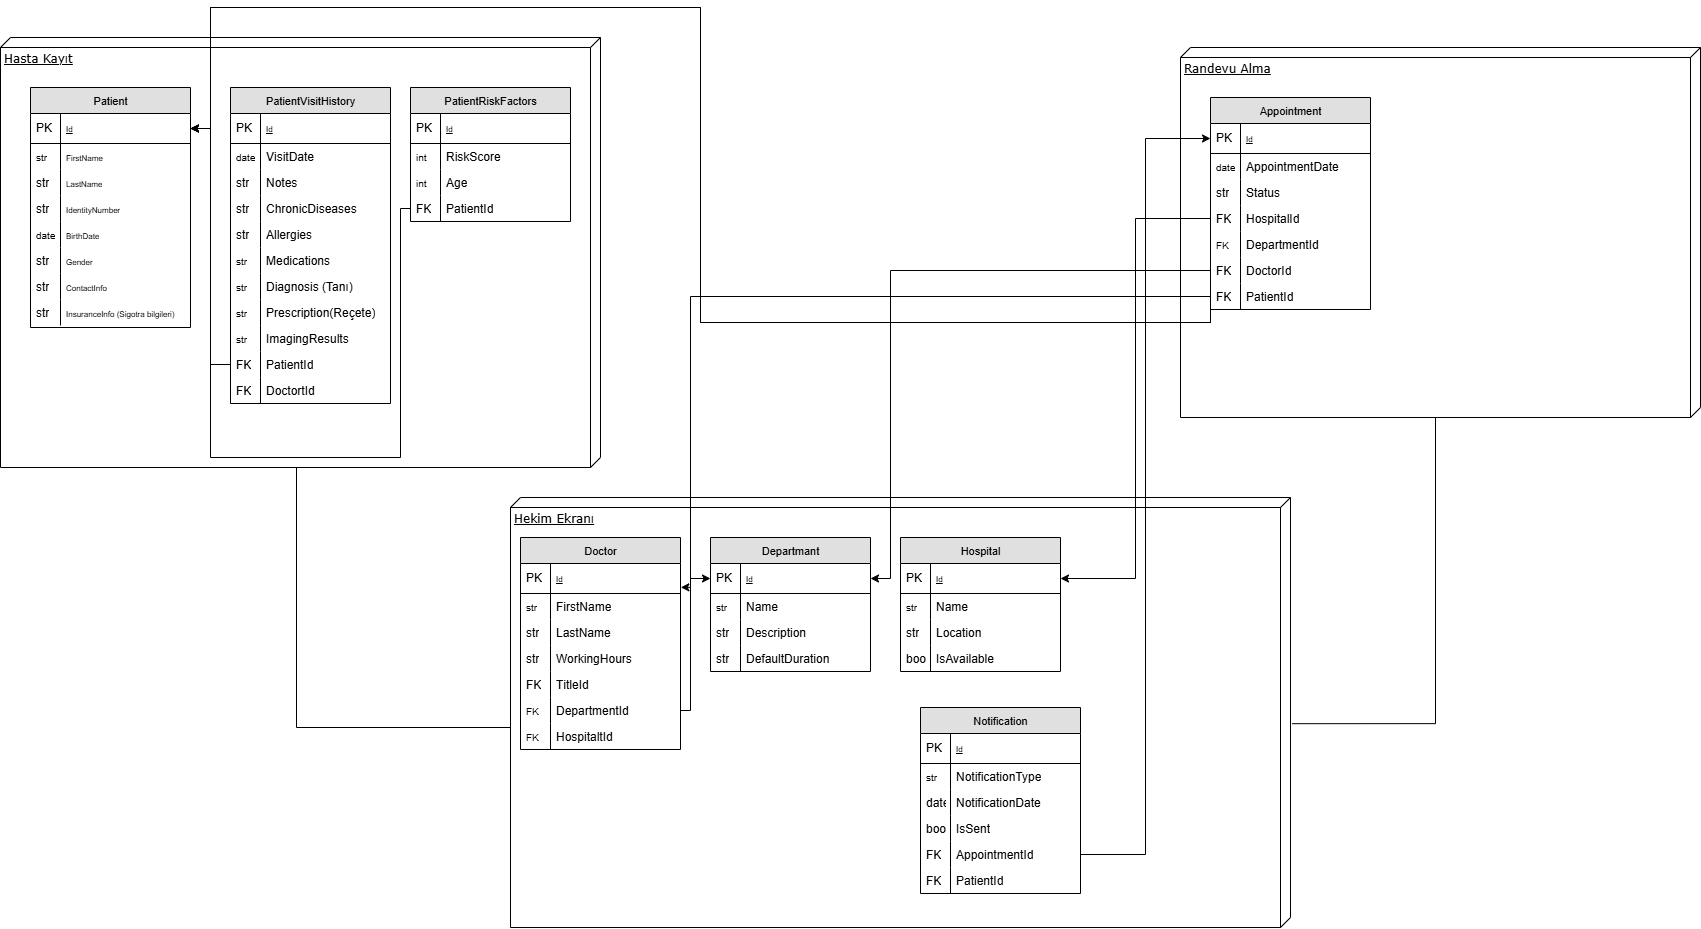 Hasta Kayıt
Patient
PK Id
str FirstName
str LastName
str IdentityNumber
date BirthDate
str Gender
str ContactInfo
str InsuranceInfo (Sigotra bilgileri)
PatientVisitHistory
PK Id
date VisitDate
str Notes
str ChronicDiseases
str Allergies
str Medications
str Diagnosis (Tanı)
str Prescription(Reçete)
str ImagingResults
FK PatientId
FK DoctortId
PatientRiskFactors
PK Id
int RiskScore
int Age
FK PatientId
Randevu Alma
Appointment
PK Id
date AppointmentDate
str Status
FK HospitalId
FK DepartmentId
FK DoctorId
FK PatientId
Hekim Ekranı
Doctor
PK Id
str FirstName
str LastName
str WorkingHours
FK TitleId
FK DepartmentId
FK HospitaltId
Departmant
PK Id
str Name
str Description
str DefaultDuration
Hospital
PK Id
str Name
str Location
boo IsAvailable
Notification
PK Id
str NotificationType
date NotificationDate
boo IsSent
FK AppointmentId
FK PatientId